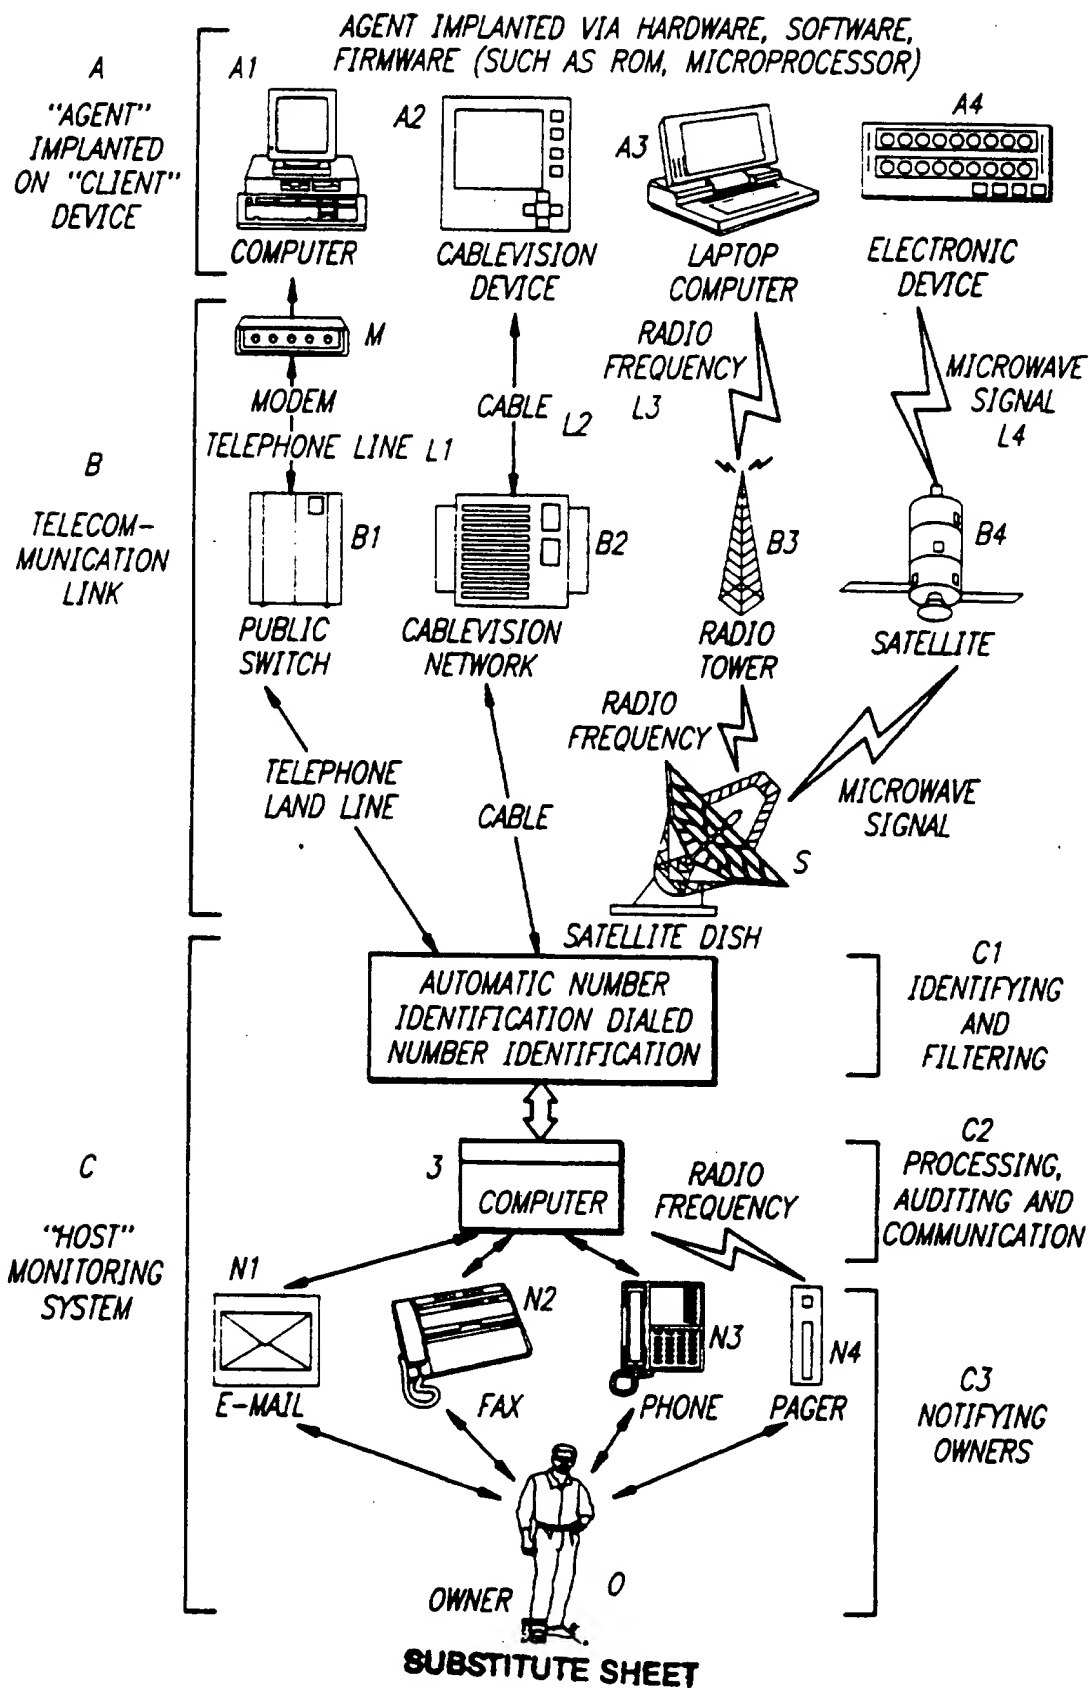 AGENT IMPLANTED VIA HARDWARE, SOFTWARE,
FIRMWARE (SUCH AS ROM, MICROPROCESSOR)
A
"AGENT"
IMPLANTED
ON "CLIENT"
DEVICE
A1
COMPUTER
A2
CABLEVISION
DEVICE
A3
LAPTOP
COMPUTER
A4
ELECTRONIC
DEVICE
B
TELECOM-
MUNICATION
LINK
M
MODEM
TELEPHONE LINE L1
CABLE L2
RADIO
FREQUENCY
L3
MICROWAVE
SIGNAL
L4
B1
PUBLIC
SWITCH
B2
CABLEVISION
NETWORK
B3
RADIO
TOWER
B4
SATELLITE
TELEPHONE
LAND LINE
CABLE
RADIO
FREQUENCY
MICROWAVE
SIGNAL
S
SATELLITE DISH
C
"HOST"
MONITORING
SYSTEM
AUTOMATIC NUMBER
IDENTIFICATION DIALED
NUMBER IDENTIFICATION
C1
IDENTIFYING
AND
FILTERING
3
COMPUTER
RADIO
FREQUENCY
C2
PROCESSING,
AUDITING AND
COMMUNICATION
N1
E-MAIL
N2
FAX
N3
PHONE
N4
PAGER
C3
NOTIFYING
OWNERS
OWNER
O
SUBSTITUTE SHEET